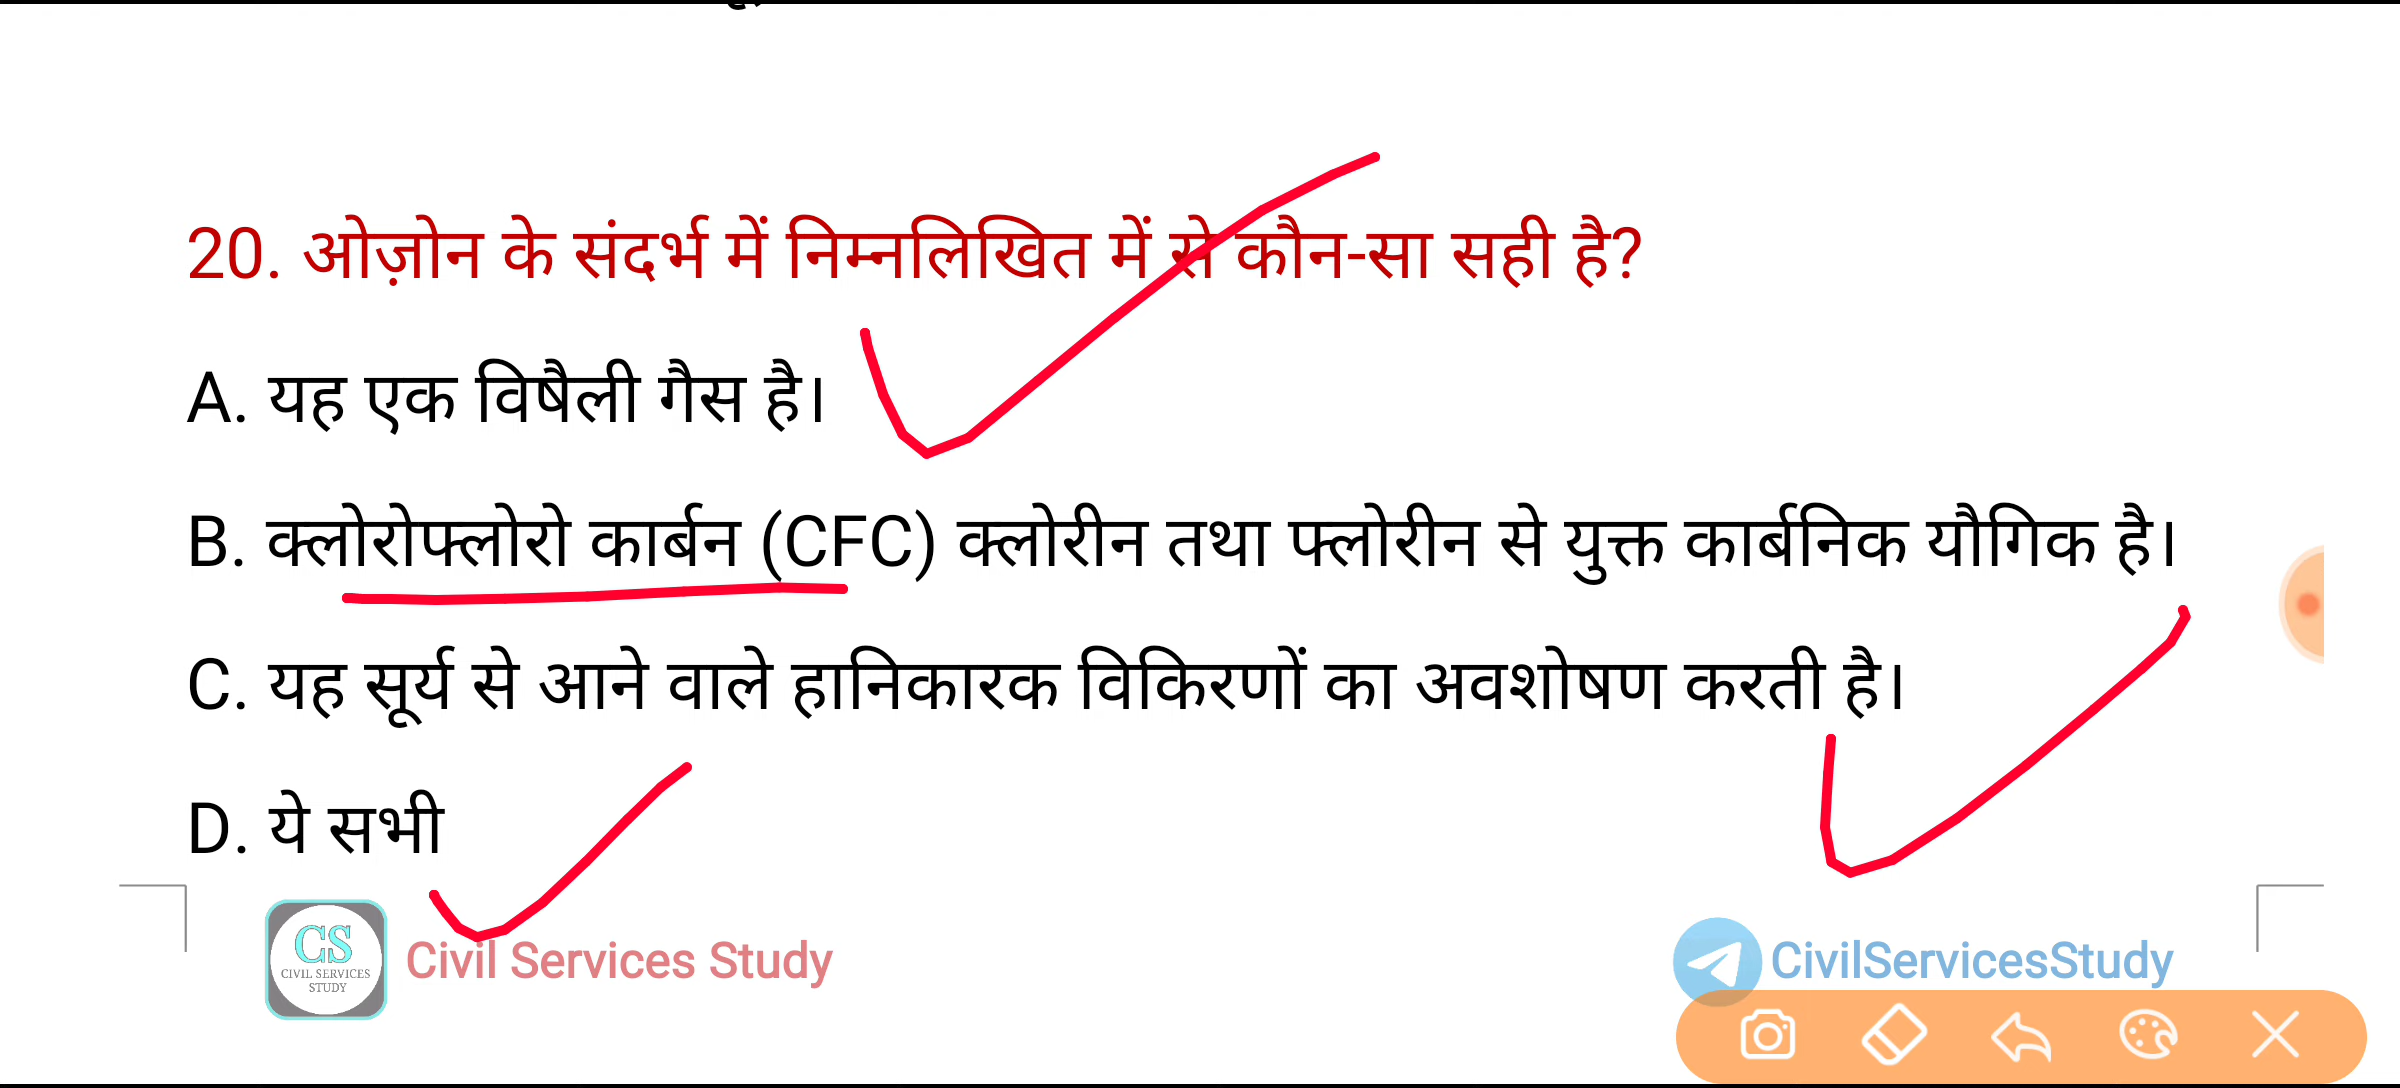 20. ओज़ोन के संदर्भ में निम्नलिखित में से कौन-सा सही है?
A. यह एक विषैली गैस है।
B. क्लोरोफ्लोरो कार्बन (CFC) क्लोरीन तथा फ्लोरीन से युक्त कार्बनिक यौगिक है।
C. यह सूर्य से आने वाले हानिकारक विकिरणों का अवशोषण करती है।
D. ये सभी
CS
CIVIL SERVICES
STUDY
Civil Services Study
CivilServicesStudy